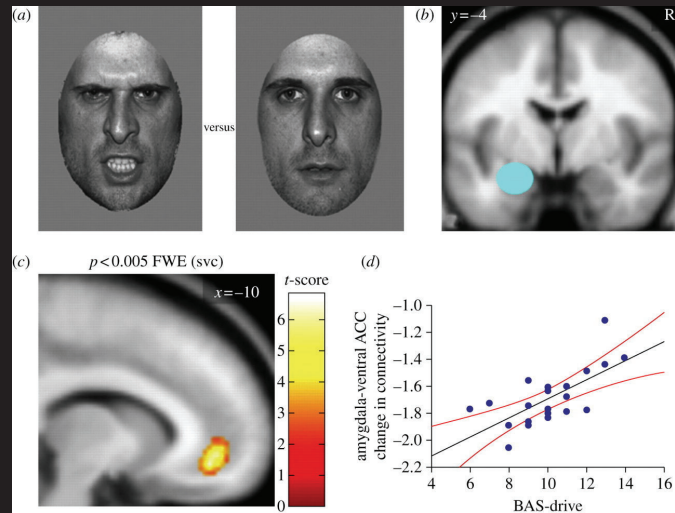 (a)
versus
(b)
y=–4
R
(c)
p<0.005 FWE (svc)
x=–10
t-score
6
5
4
3
2
1
0
(d)
amygdala-ventral ACC
change in connectivity
–1.0
–1.2
–1.4
–1.6
–1.8
–2.0
–2.2
4 6 8 10 12 14 16
BAS-drive